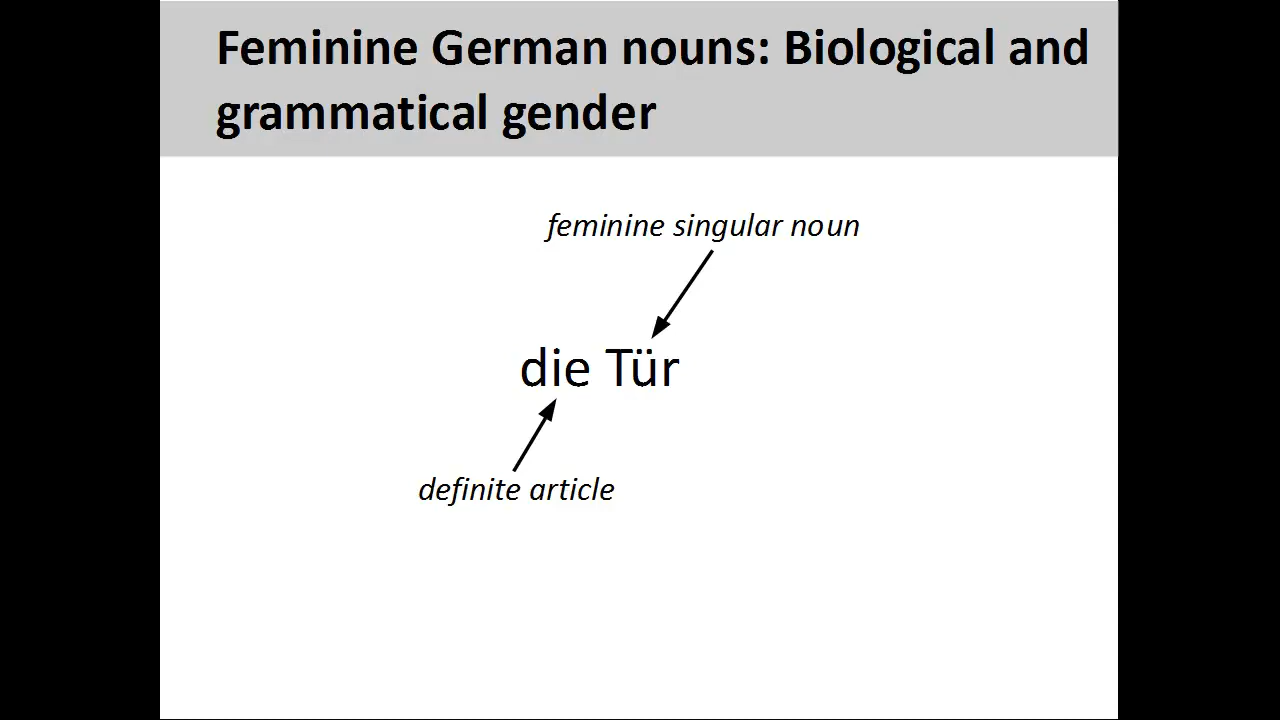 Feminine German nouns: Biological and
grammatical gender
feminine singular noun
die Tür
definite article